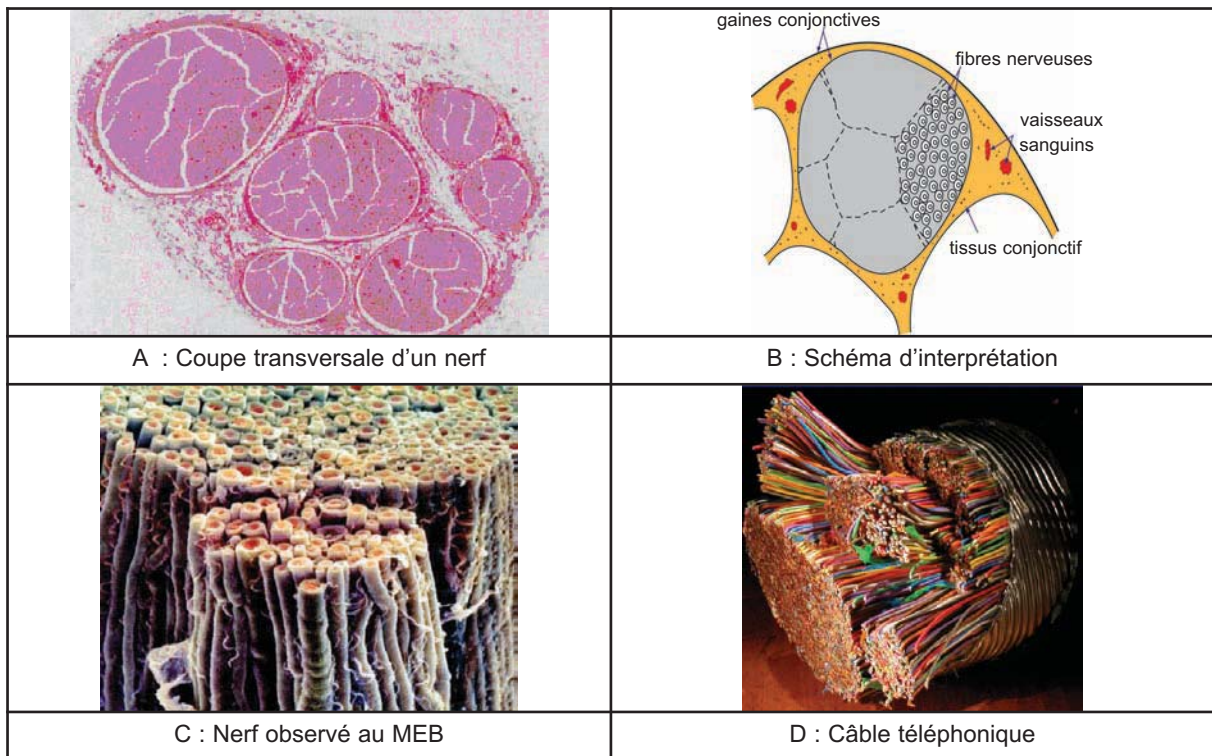 gaines conjonctives
fibres nerveuses
vaisseaux
sanguins
tissus conjonctif
A : Coupe transversale d'un nerf
B : Schéma d'interprétation
C : Nerf observé au MEB
D : Câble téléphonique